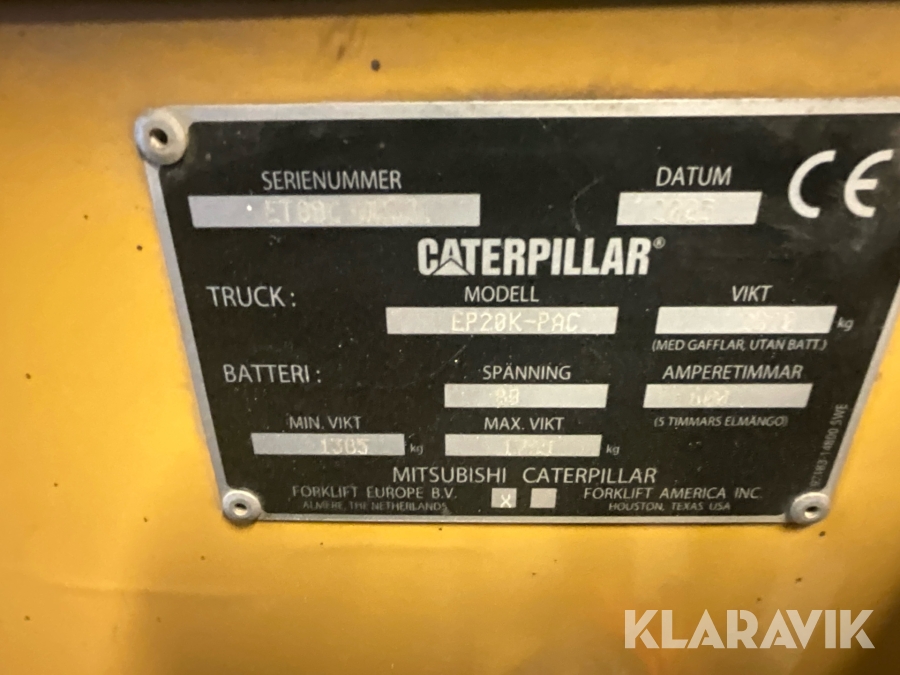 SERIENUMMER
DATUM
CE
CATERPILLAR®
TRUCK:
MODELL
VIKT
EP20K-PAC
kg
(MED GAFFLAR, UTAN BATT.)
BATTERI:
SPÄNNING
AMPERETIMMAR
(5 TIMMARS ELMÄNGD)
MIN. VIKT
MAX. VIKT
1305 kg
kg
MITSUBISHI CATERPILLAR
FORKLIFT EUROPE B.V.
X
FORKLIFT AMERICA INC.
ALMERE, THE NETHERLANDS
HOUSTON, TEXAS USA
KLARAVIK